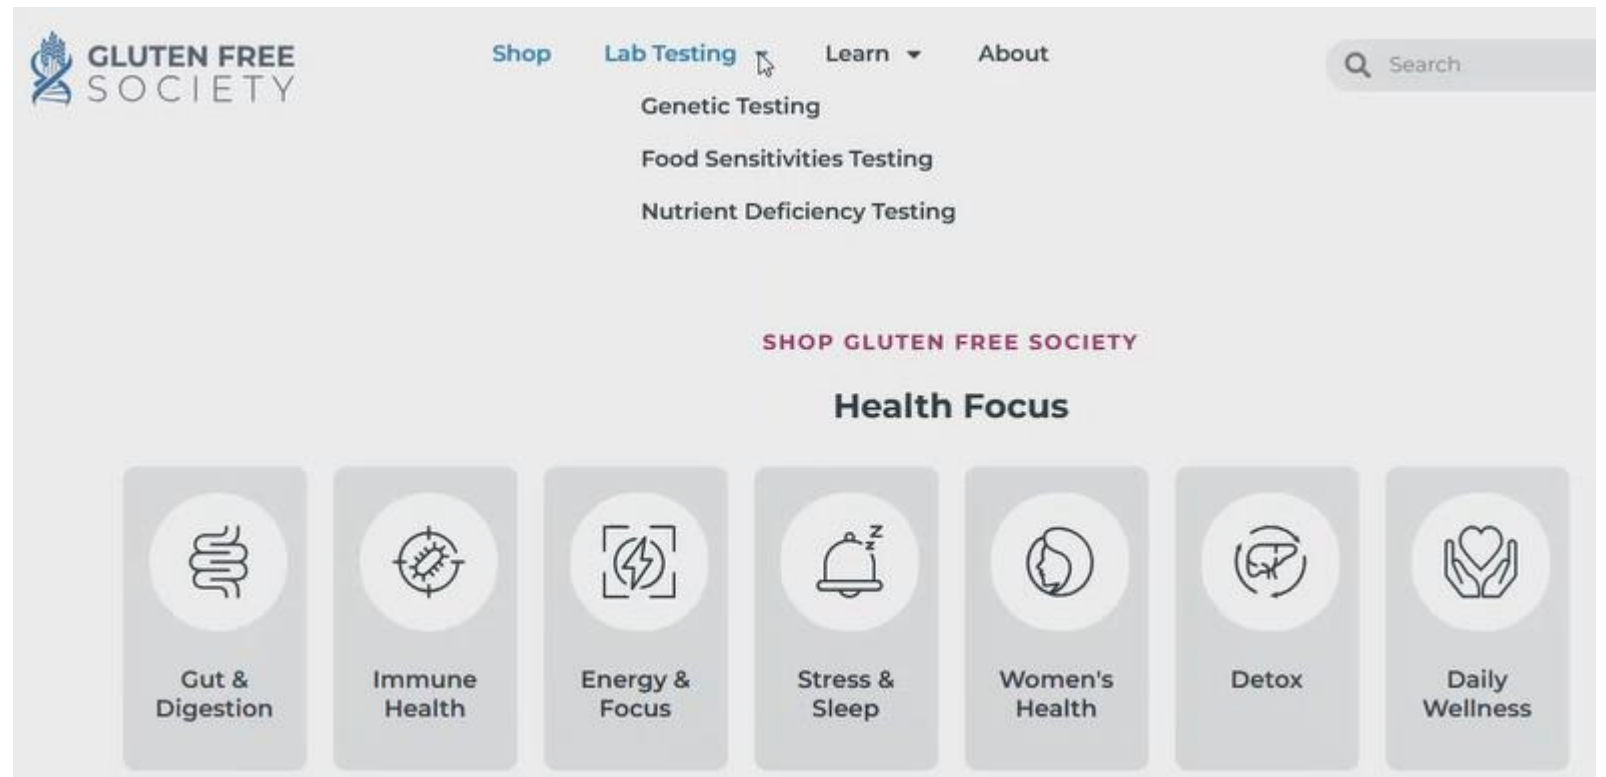 GLUTEN FREE
SOCIETY
Shop
Lab Testing
Learn
About
Search
Genetic Testing
Food Sensitivities Testing
Nutrient Deficiency Testing
SHOP GLUTEN FREE SOCIETY
Health Focus
Gut &
Digestion
Immune
Health
Energy &
Focus
Z
z
Stress &
Sleep
Women's
Health
Detox
Daily
Wellness